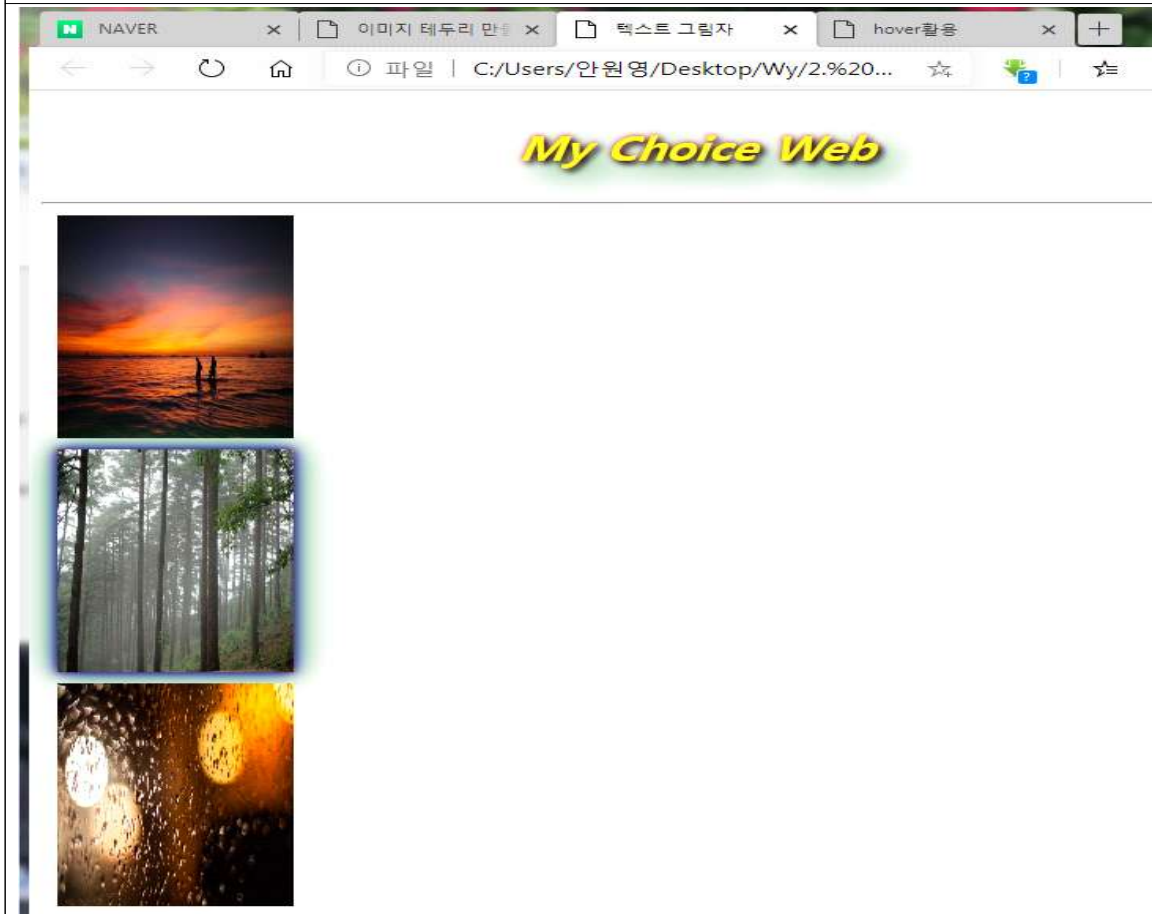 NAVER
이미지 테두리 만들
텍스트 그림자
hover활용
파일 | C:/Users/안원영/Desktop/Wy/2.%20...
My Choice Web